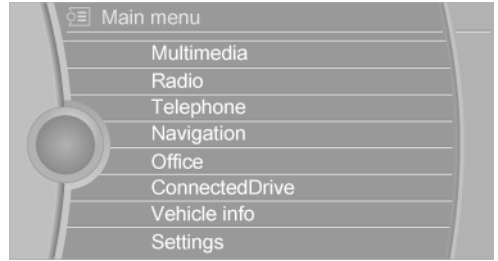 Main menu
Multimedia
Radio
Telephone
Navigation
Office
ConnectedDrive
Vehicle info
Settings